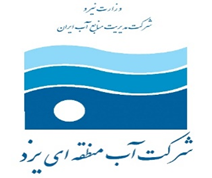 وزارت نیرو
شرکت مدیریت منابع آب ایران
شرکت آب منطقه ای یزد